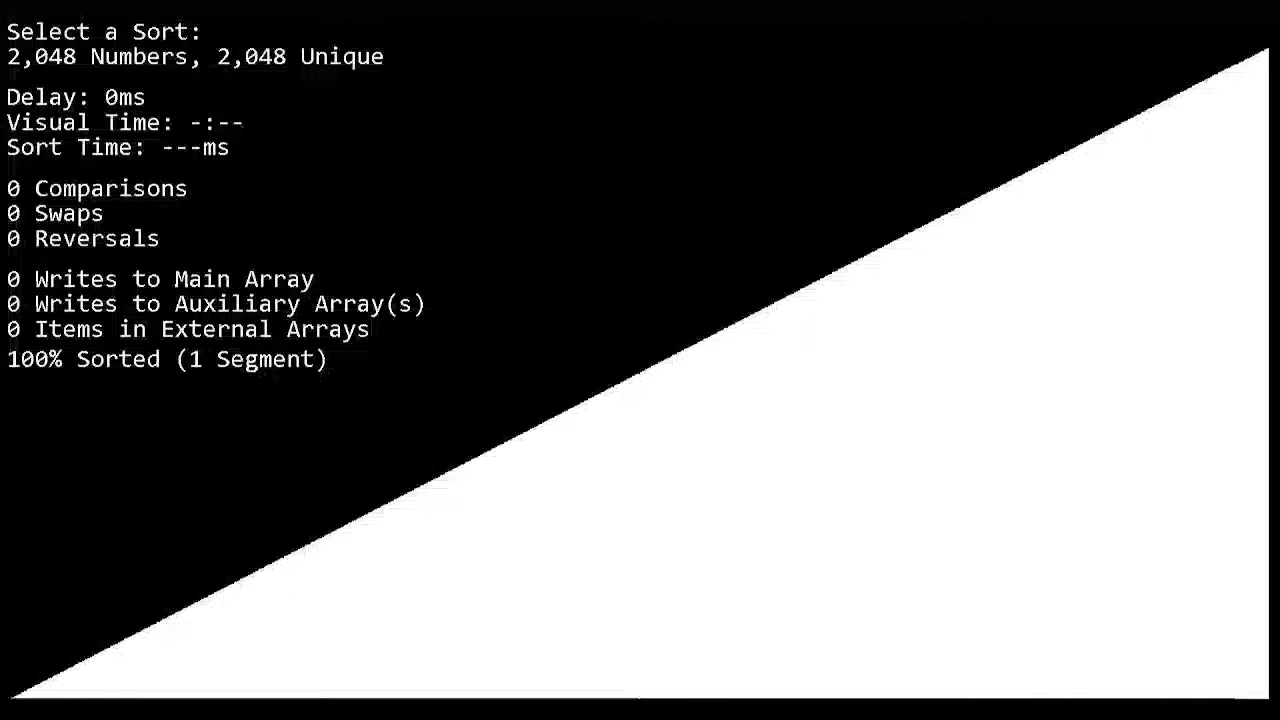 Select a Sort:
2,048 Numbers, 2,048 Unique
Delay: 0ms
Visual Time: -:--
Sort Time: ---ms
0 Comparisons
0 Swaps
0 Reversals
0 Writes to Main Array
0 Writes to Auxiliary Array(s)
0 Items in External Arrays
100% Sorted (1 Segment)